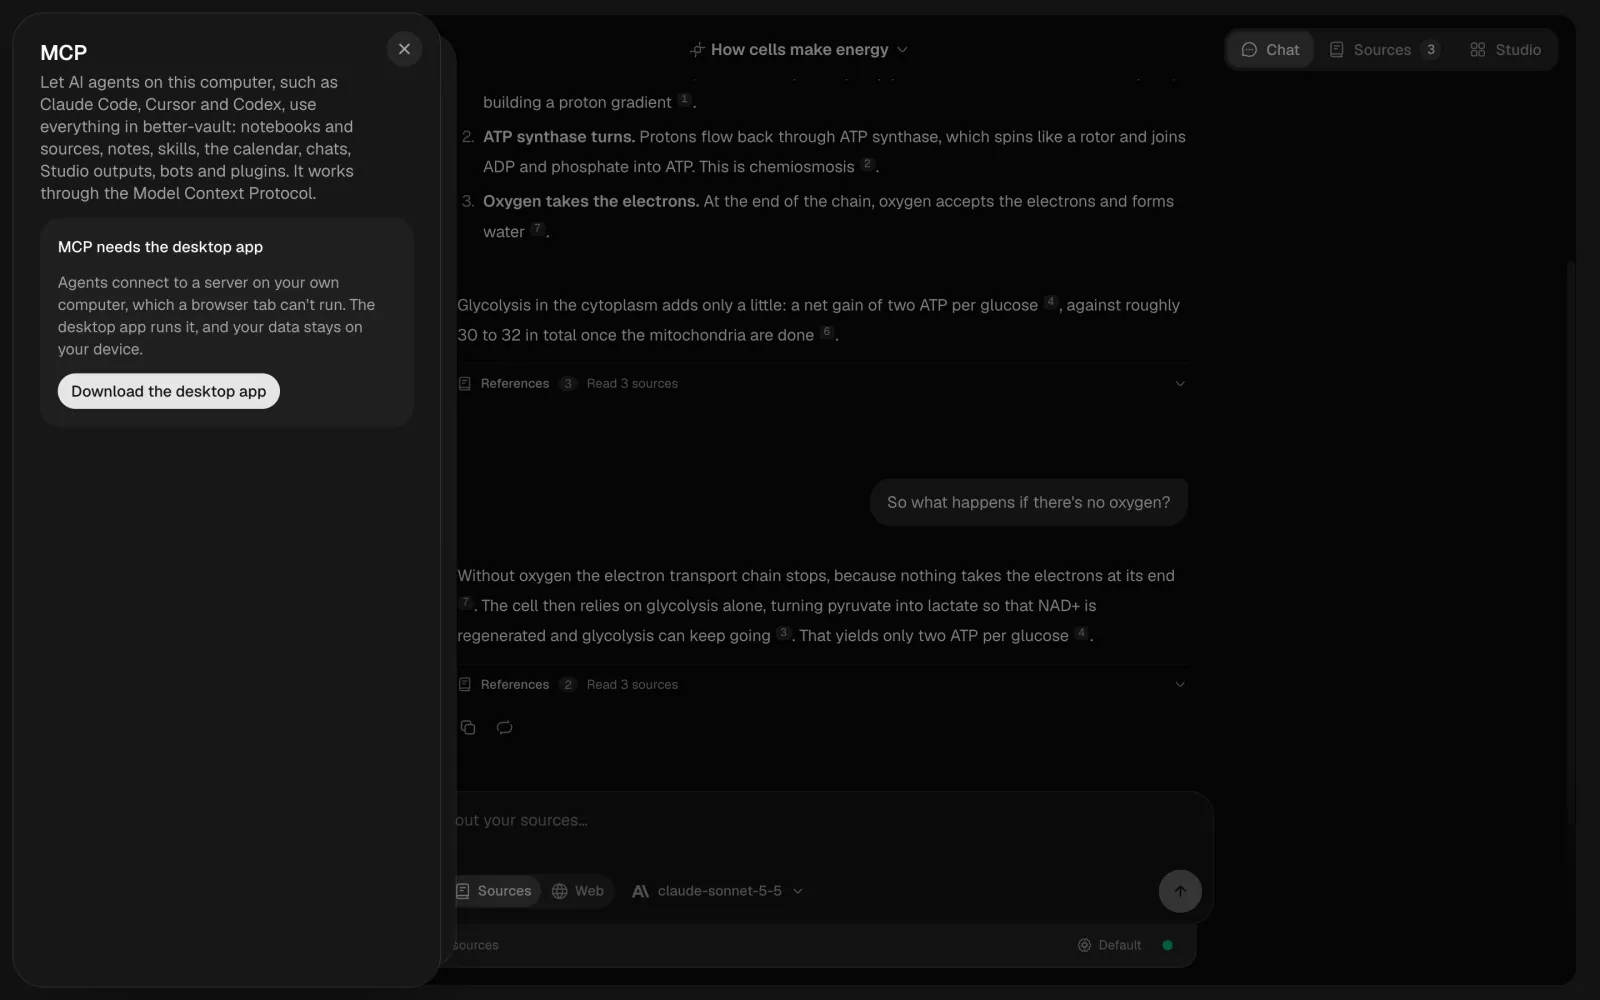 MCP
Let AI agents on this computer, such as
Claude Code, Cursor and Codex, use
everything in better-vault: notebooks and
sources, notes, skills, the calendar, chats,
Studio outputs, bots and plugins. It works
through the Model Context Protocol.
MCP needs the desktop app
Agents connect to a server on your own
computer, which a browser tab can't run. The
desktop app runs it, and your data stays on
your device.
Download the desktop app
How cells make energy
Chat
Sources 3
Studio
building a proton gradient 1.
2. ATP synthase turns. Protons flow back through ATP synthase, which spins like a rotor and joins
ADP and phosphate into ATP. This is chemiosmosis 2.
3. Oxygen takes the electrons. At the end of the chain, oxygen accepts the electrons and forms
water 7.
Glycolysis in the cytoplasm adds only a little: a net gain of two ATP per glucose 4, against roughly
30 to 32 in total once the mitochondria are done 6.
References 3 Read 3 sources
So what happens if there's no oxygen?
Without oxygen the electron transport chain stops, because nothing takes the electrons at its end
7. The cell then relies on glycolysis alone, turning pyruvate into lactate so that NAD+ is
regenerated and glycolysis can keep going 3. That yields only two ATP per glucose 4.
References 2 Read 3 sources
out your sources...
Sources
Web
claude-sonnet-5-5
sources
Default